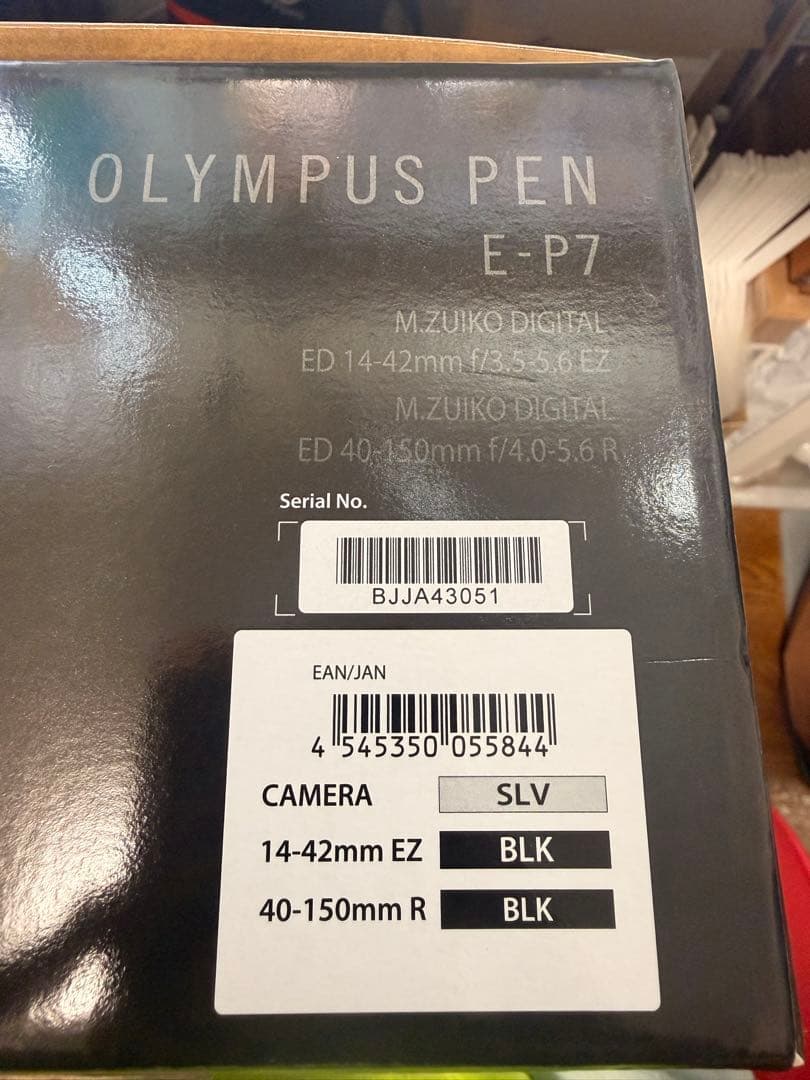 OLYMPUS PEN
E-P7
M.ZUIKO DIGITAL
ED 14-42mm f/3.5-5.6 EZ
M.ZUIKO DIGITAL
ED 40-150mm f/4.0-5.6 R
Serial No.
BJJA43051
EAN/JAN
4 545350 055844
CAMERA SLV
14-42mm EZ BLK
40-150mm R BLK